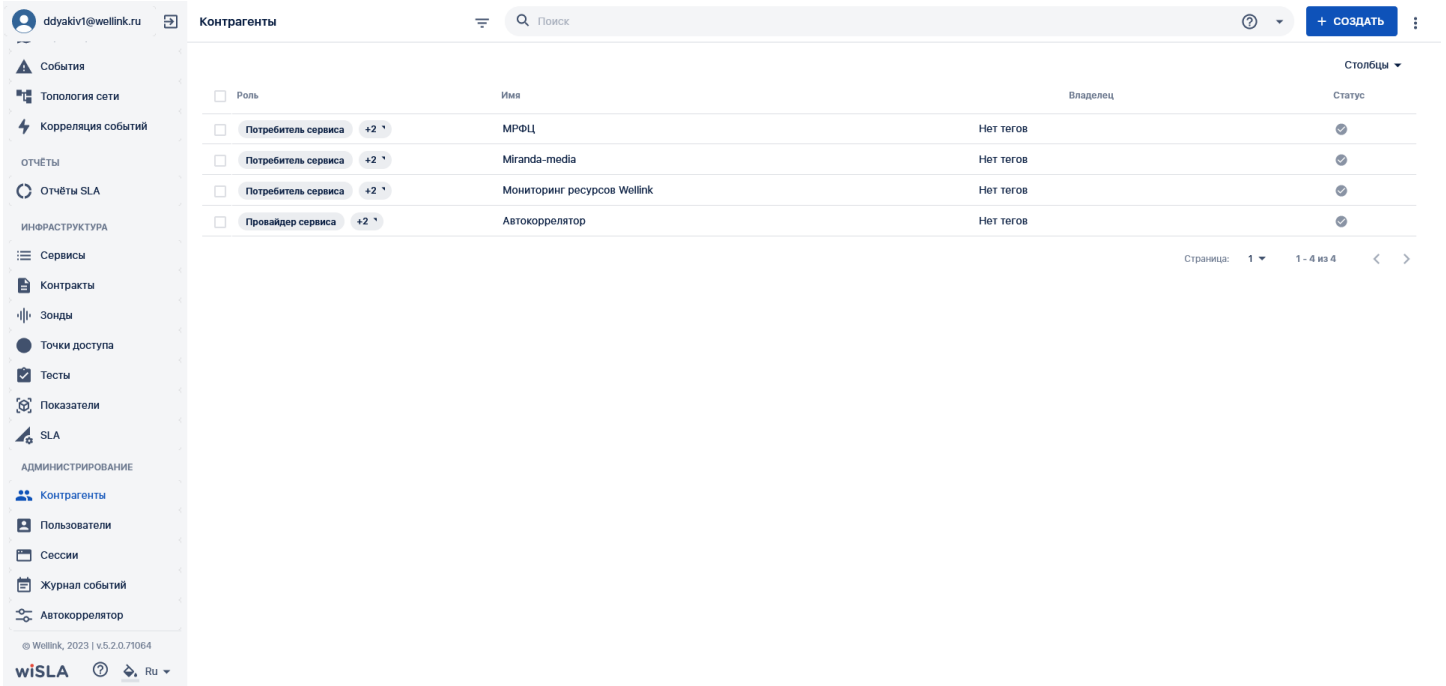 ddyakiv1@wellink.ru
Контрагенты
Поиск
+ СОЗДАТЬ
События
Топология сети
Корреляция событий
ОТЧЁТЫ
Отчёты SLA
ИНФРАСТРУКТУРА
Сервисы
Контракты
Зонды
Точки доступа
Тесты
Показатели
SLA
АДМИНИСТРИРОВАНИЕ
Контрагенты
Пользователи
Сессии
Журнал событий
Автокоррелятор
© Wellink, 2023 | v.5.2.0.71064
wiSLA
Ru
Столбцы
Роль Имя Владелец Статус
Потребитель сервиса +2 МРФЦ Нет тегов
Потребитель сервиса +2 Miranda-media Нет тегов
Потребитель сервиса +2 Мониторинг ресурсов Wellink Нет тегов
Провайдер сервиса +2 Автокоррелятор Нет тегов
Страница: 1 1 - 4 из 4